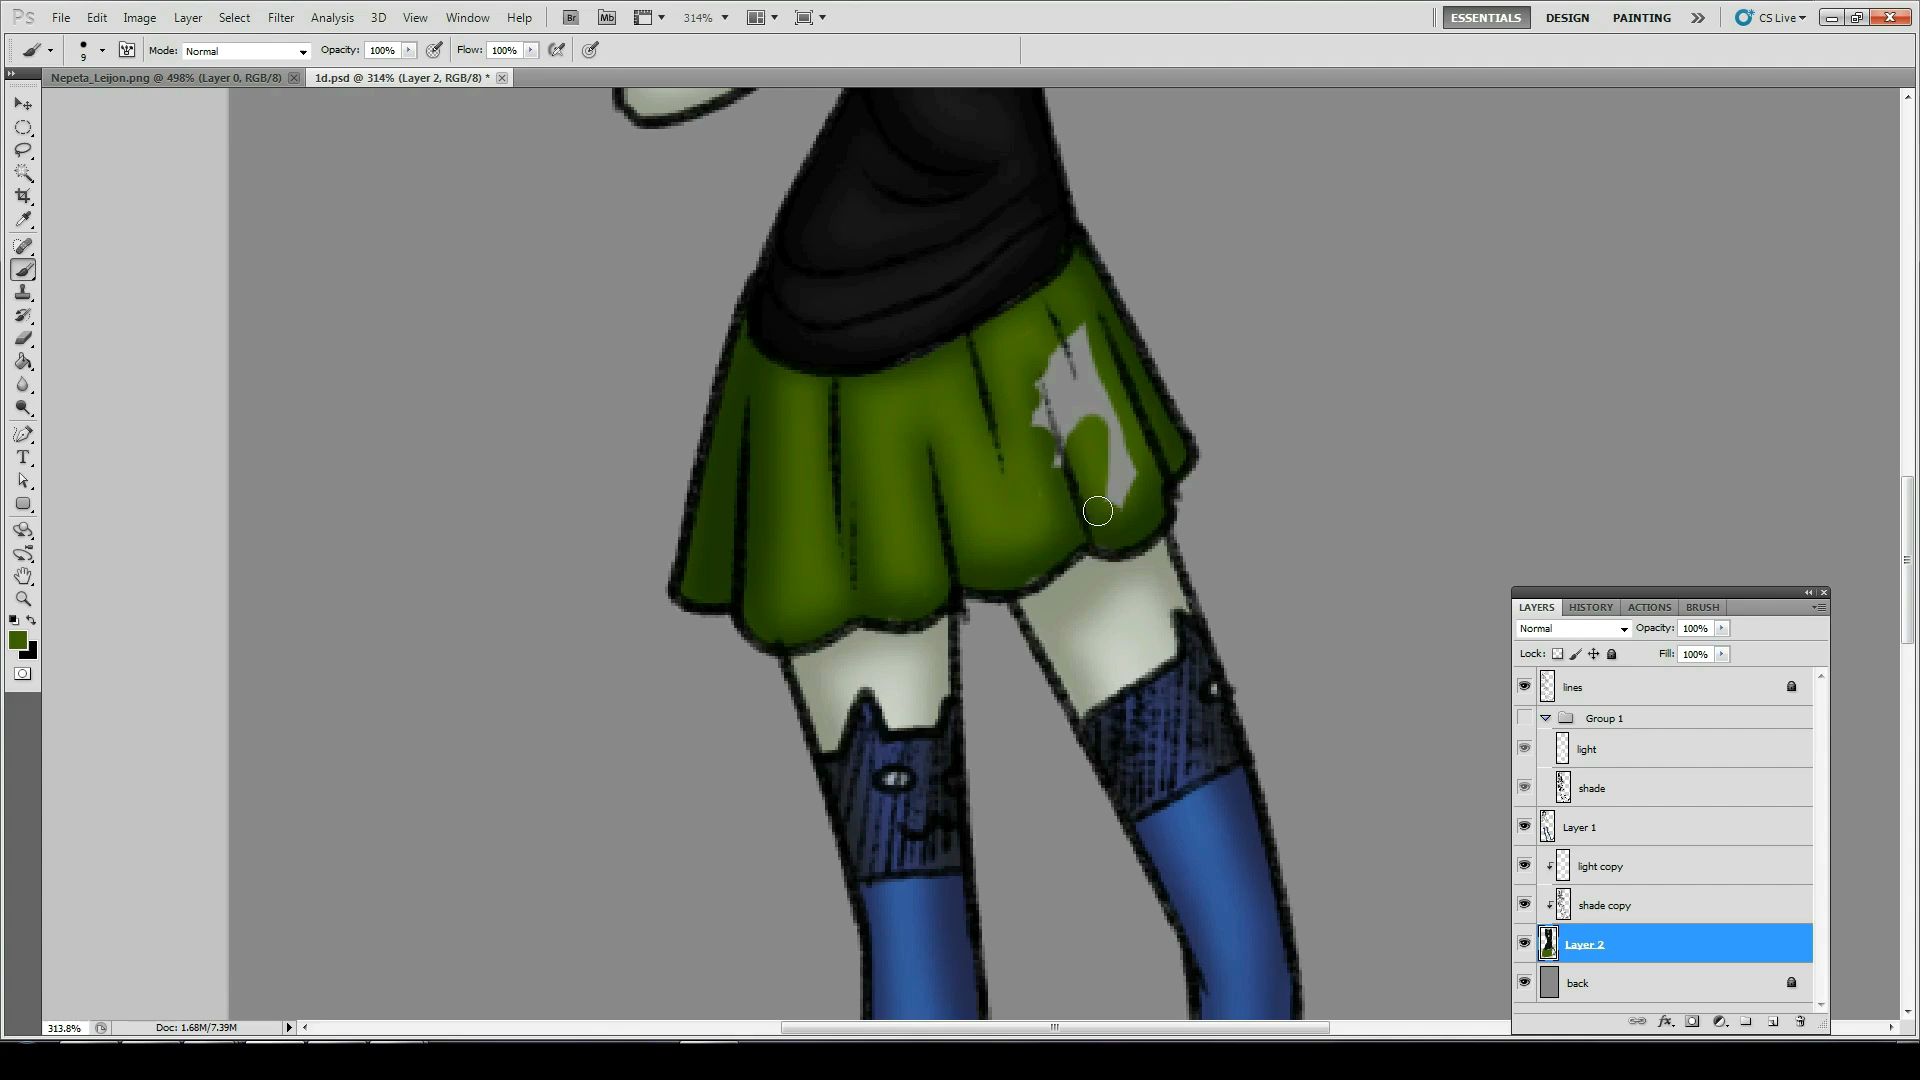 Ps File Edit Image Layer Select Filter Analysis 3D View Window Help Br Mb 314% ESSENTIALS DESIGN PAINTING CS Live
9 Mode: Normal Opacity: 100% Flow: 100%
Nepeta_Leijon.png @ 498% (Layer 0, RGB/8) 1d.psd @ 314% (Layer 2, RGB/8) *
T
LAYERS HISTORY ACTIONS BRUSH
Normal Opacity: 100%
Lock: Fill: 100%
lines
Group 1
light
shade
Layer 1
light copy
shade copy
Layer 2
back
fx
313.8% Doc: 1.68M/7.39M